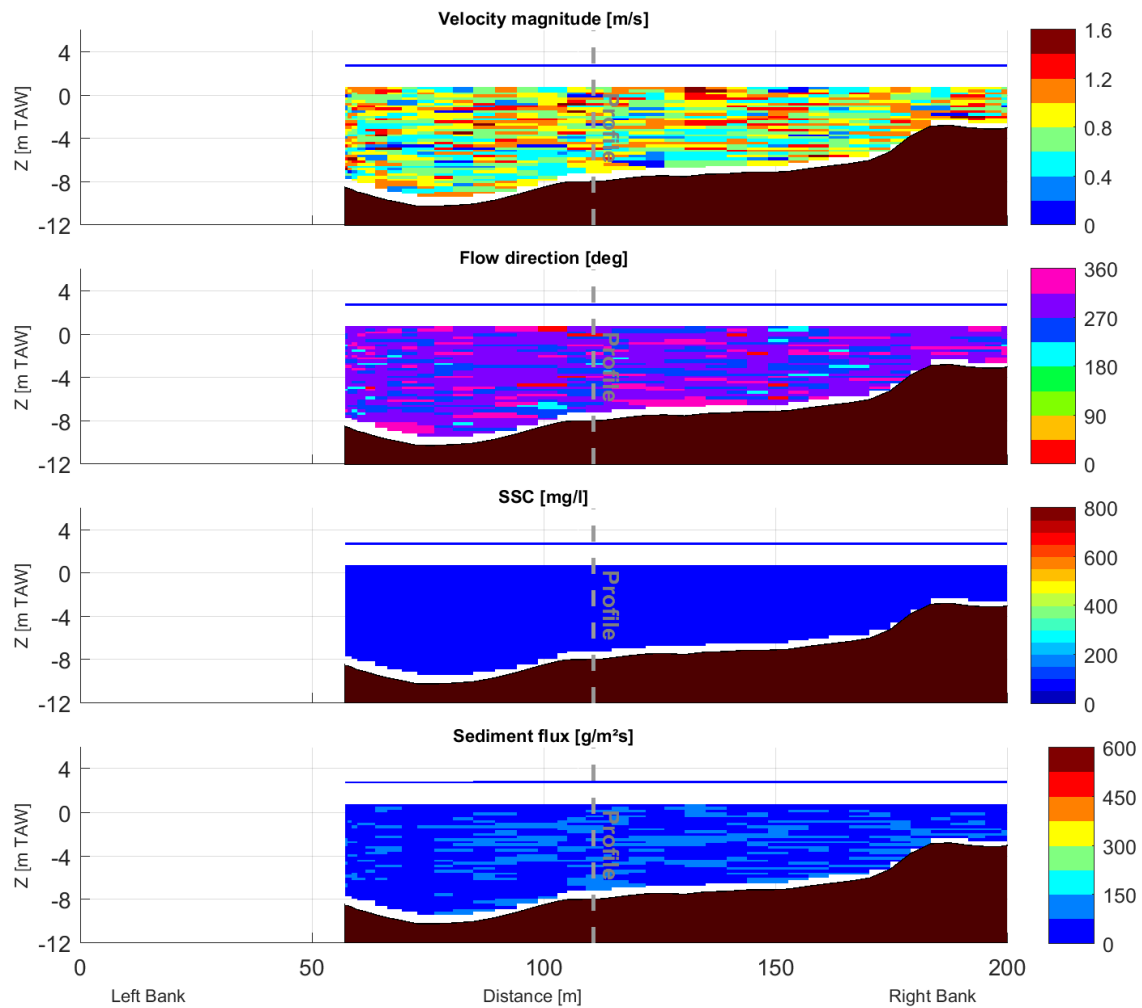 Velocity magnitude [m/s]
4
0
-4
-8
-12
Z [m TAW]
Profile
1.6
1.2
0.8
0.4
0
Flow direction [deg]
4
0
-4
-8
-12
Z [m TAW]
Profile
360
270
180
90
0
SSC [mg/l]
4
0
-4
-8
-12
Z [m TAW]
Profile
800
600
400
200
0
Sediment flux [g/m²s]
4
0
-4
-8
-12
Z [m TAW]
Profile
600
450
300
150
0
0 50 100 150 200
Left Bank Distance [m] Right Bank